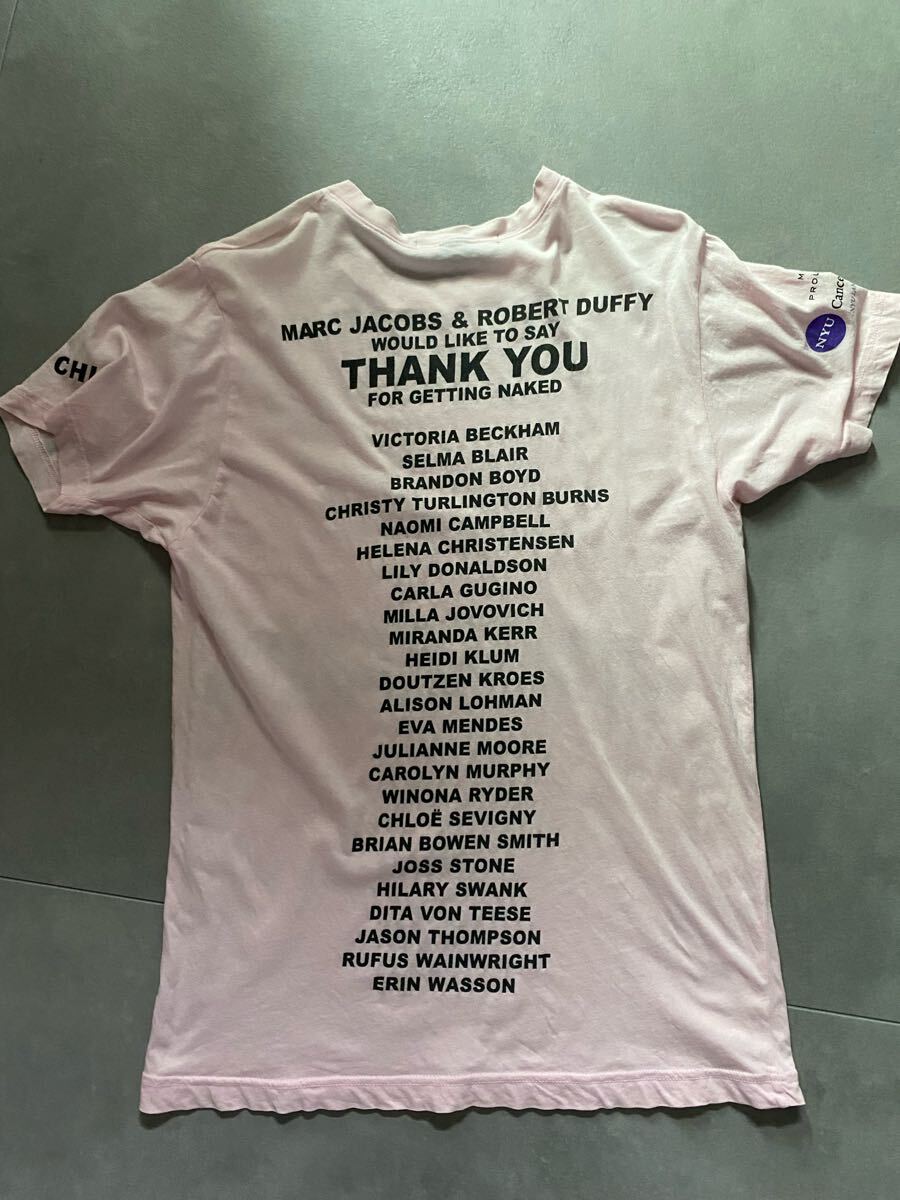 MARC JACOBS & ROBERT DUFFY
WOULD LIKE TO SAY
THANK YOU
FOR GETTING NAKED
VICTORIA BECKHAM
SELMA BLAIR
BRANDON BOYD
CHRISTY TURLINGTON BURNS
NAOMI CAMPBELL
HELENA CHRISTENSEN
LILY DONALDSON
CARLA GUGINO
MILLA JOVOVICH
MIRANDA KERR
HEIDI KLUM
DOUTZEN KROES
ALISON LOHMAN
EVA MENDES
JULIANNE MOORE
CAROLYN MURPHY
WINONA RYDER
CHLOË SEVIGNY
BRIAN BOWEN SMITH
JOSS STONE
HILARY SWANK
DITA VON TEESE
JASON THOMPSON
RUFUS WAINWRIGHT
ERIN WASSON
CH
M
PRO
NYU
Cance